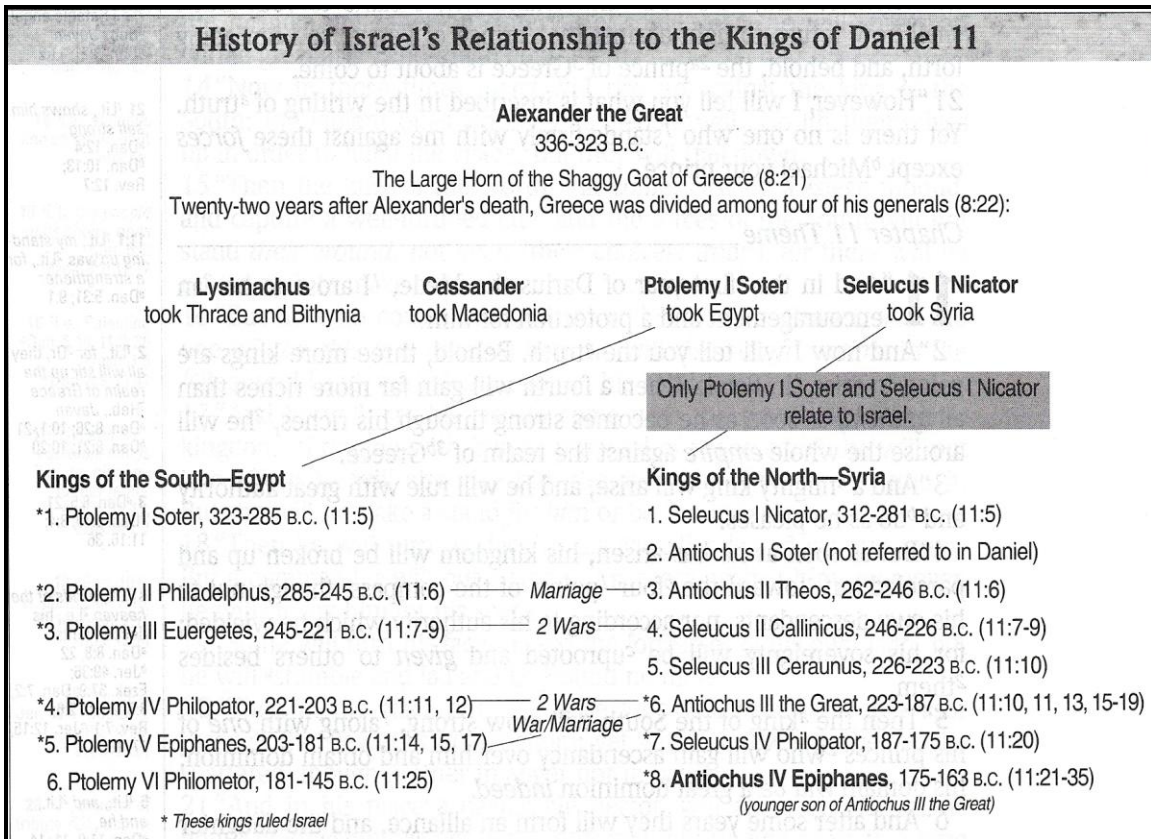 History of Israel's Relationship to the Kings of Daniel 11
Alexander the Great
336-323 B.C.
The Large Horn of the Shaggy Goat of Greece (8:21)
Twenty-two years after Alexander's death, Greece was divided among four of his generals (8:22):
Lysimachus
took Thrace and Bithynia
Cassander
took Macedonia
Ptolemy I Soter
took Egypt
Seleucus I Nicator
took Syria
Only Ptolemy I Soter and Seleucus I Nicator
relate to Israel.
Kings of the South—Egypt
*1. Ptolemy I Soter, 323-285 B.C. (11:5)
*2. Ptolemy II Philadelphus, 285-245 B.C. (11:6)
*3. Ptolemy III Euergetes, 245-221 B.C. (11:7-9)
*4. Ptolemy IV Philopator, 221-203 B.C. (11:11, 12)
*5. Ptolemy V Epiphanes, 203-181 B.C. (11:14, 15, 17)
6. Ptolemy VI Philometor, 181-145 B.C. (11:25)
* These kings ruled Israel
Marriage
2 Wars
2 Wars
War/Marriage
Kings of the North—Syria
1. Seleucus I Nicator, 312-281 B.C. (11:5)
2. Antiochus I Soter (not referred to in Daniel)
3. Antiochus II Theos, 262-246 B.C. (11:6)
4. Seleucus II Callinicus, 246-226 B.C. (11:7-9)
5. Seleucus III Ceraunus, 226-223 B.C. (11:10)
*6. Antiochus III the Great, 223-187 B.C. (11:10, 11, 13, 15-19)
*7. Seleucus IV Philopator, 187-175 B.C. (11:20)
*8. Antiochus IV Epiphanes, 175-163 B.C. (11:21-35)
(younger son of Antiochus III the Great)